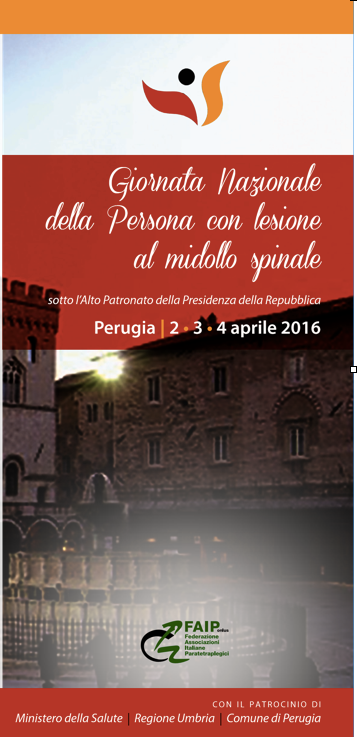 Giornata Nazionale
della Persona con lesione
al midollo spinale
sotto l'Alto Patronato della Presidenza della Repubblica
Perugia | 2 • 3 • 4 aprile 2016
FAIP onlus
Federazione
Associazioni
Italiane
Paratetraplegici
CON IL PATROCINIO DI
Ministero della Salute | Regione Umbria | Comune di Perugia